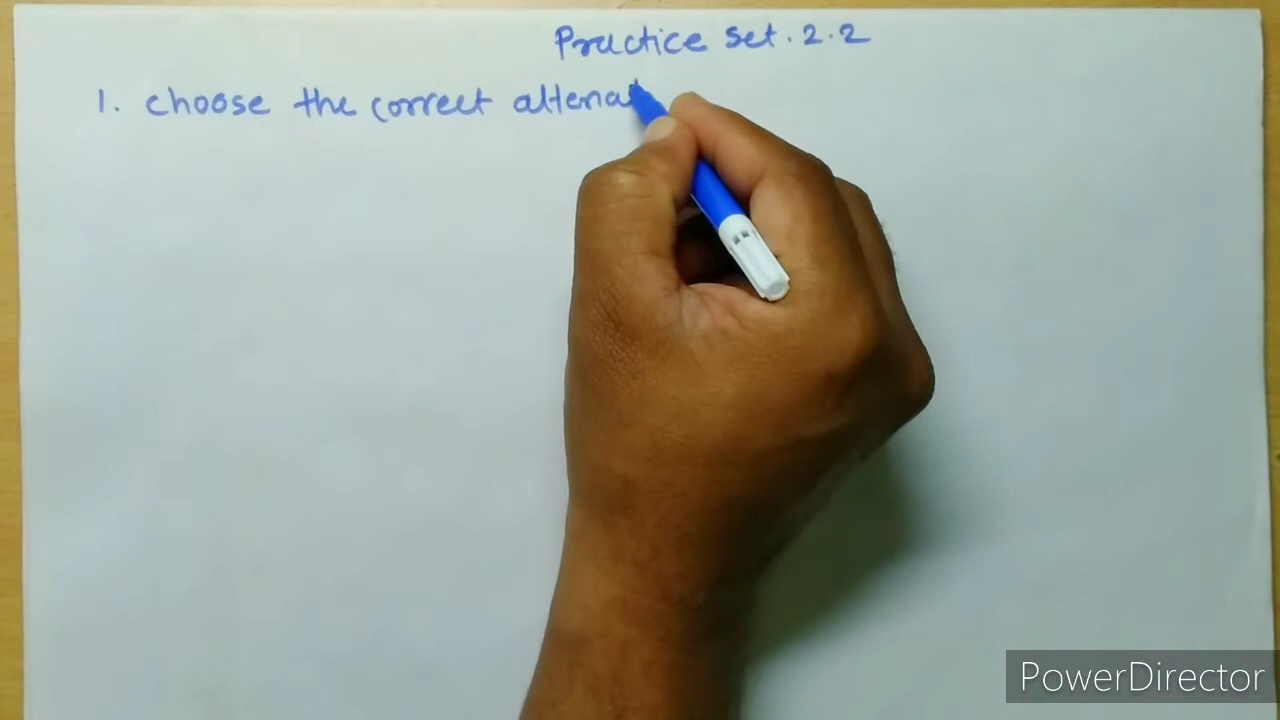 Practice Set. 2.2
1. choose the correct alterna
PowerDirector